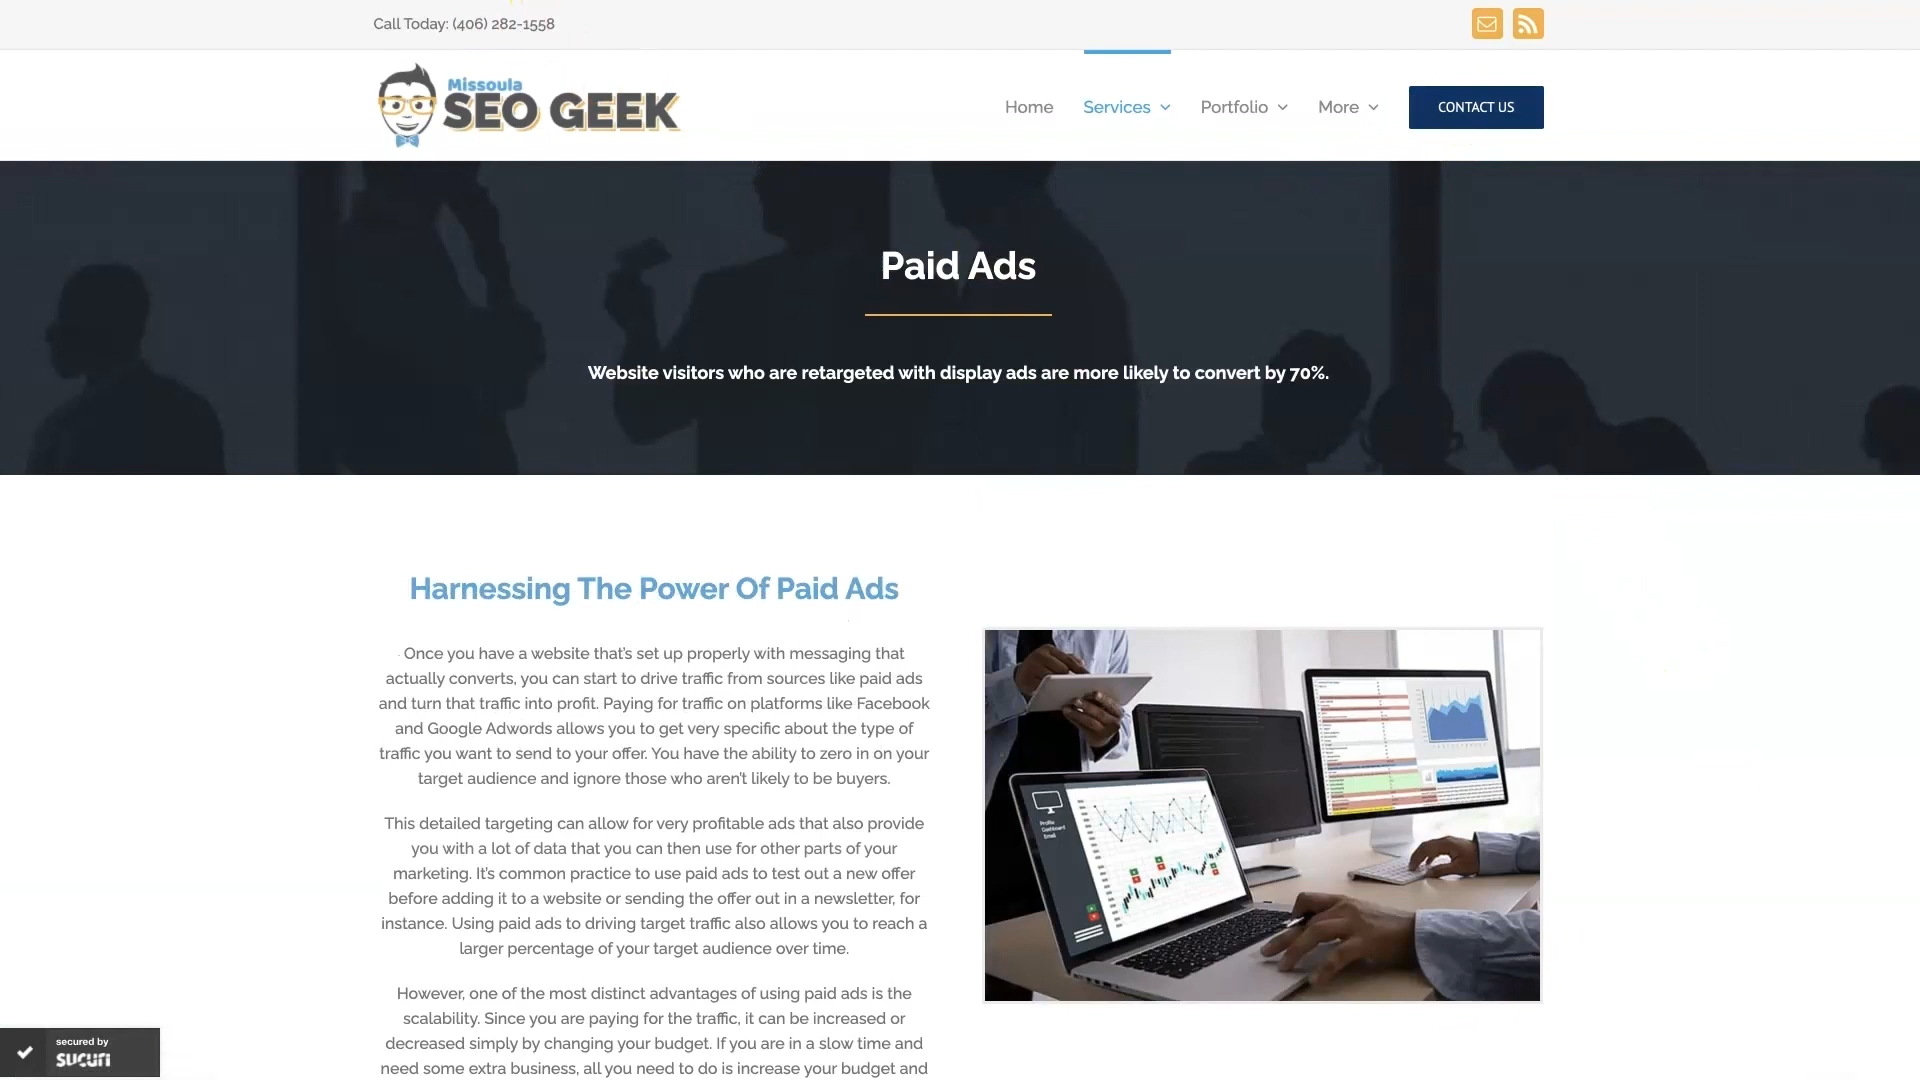 Call Today: (406) 282-1558
Missoula
SEO GEEK
Home
Services
Portfolio
More
CONTACT US
Paid Ads
Website visitors who are retargeted with display ads are more likely to convert by 70%.
Harnessing The Power Of Paid Ads
Once you have a website that's set up properly with messaging that
actually converts, you can start to drive traffic from sources like paid ads
and turn that traffic into profit. Paying for traffic on platforms like Facebook
and Google Adwords allows you to get very specific about the type of
traffic you want to send to your offer. You have the ability to zero in on your
target audience and ignore those who aren't likely to be buyers.
This detailed targeting can allow for very profitable ads that also provide
you with a lot of data that you can then use for other parts of your
marketing. It's common practice to use paid ads to test out a new offer
before adding it to a website or sending the offer out in a newsletter, for
instance. Using paid ads to driving target traffic also allows you to reach a
larger percentage of your target audience over time.
However, one of the most distinct advantages of using paid ads is the
scalability. Since you are paying for the traffic, it can be increased or
decreased simply by changing your budget. If you are in a slow time and
need some extra business, all you need to do is increase your budget and
Profile
Dashboard
Email
secured by
sucuri